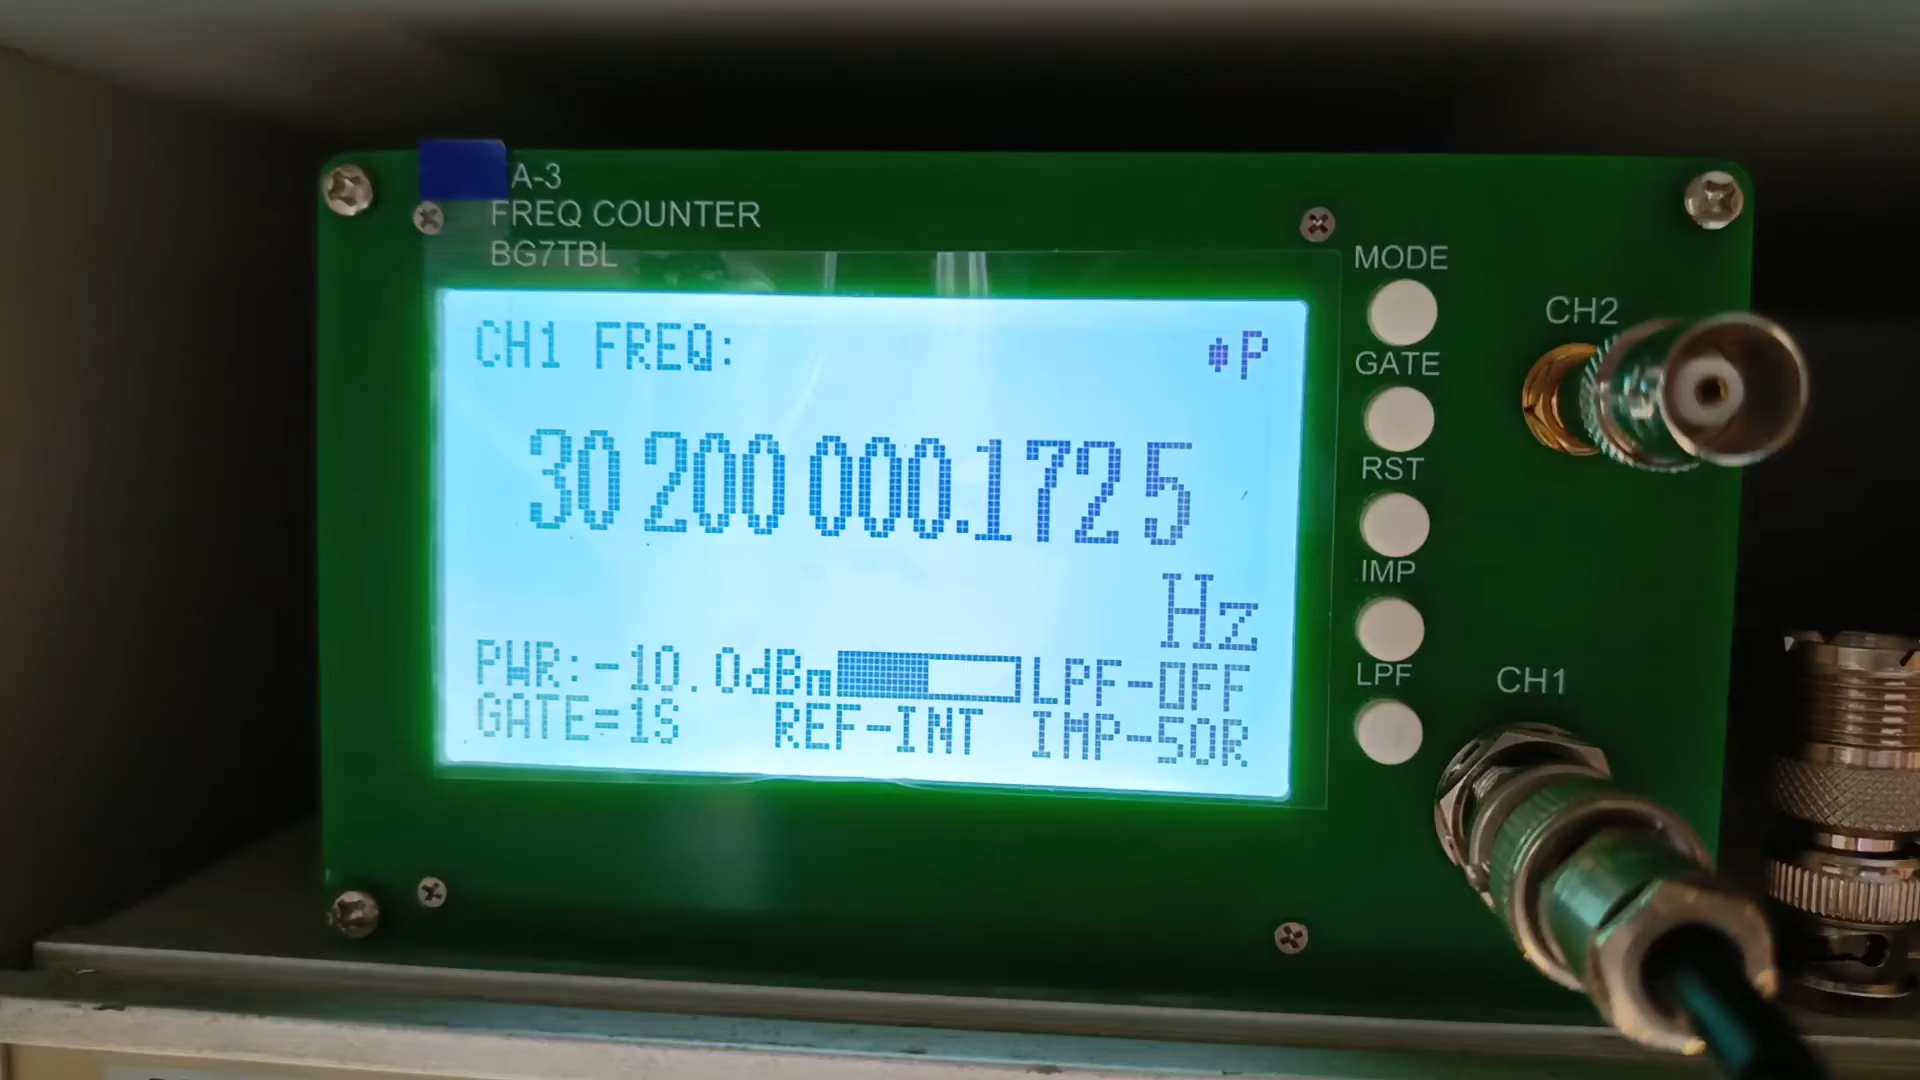 A-3
FREQ COUNTER
BG7TBL
CH1 FREQ:
P
30 200 000.172 5
Hz
PWR:-10.0dBm LPF-OFF
GATE=1S REF-INT IMP-50R
MODE
GATE
RST
IMP
LPF
CH2
CH1